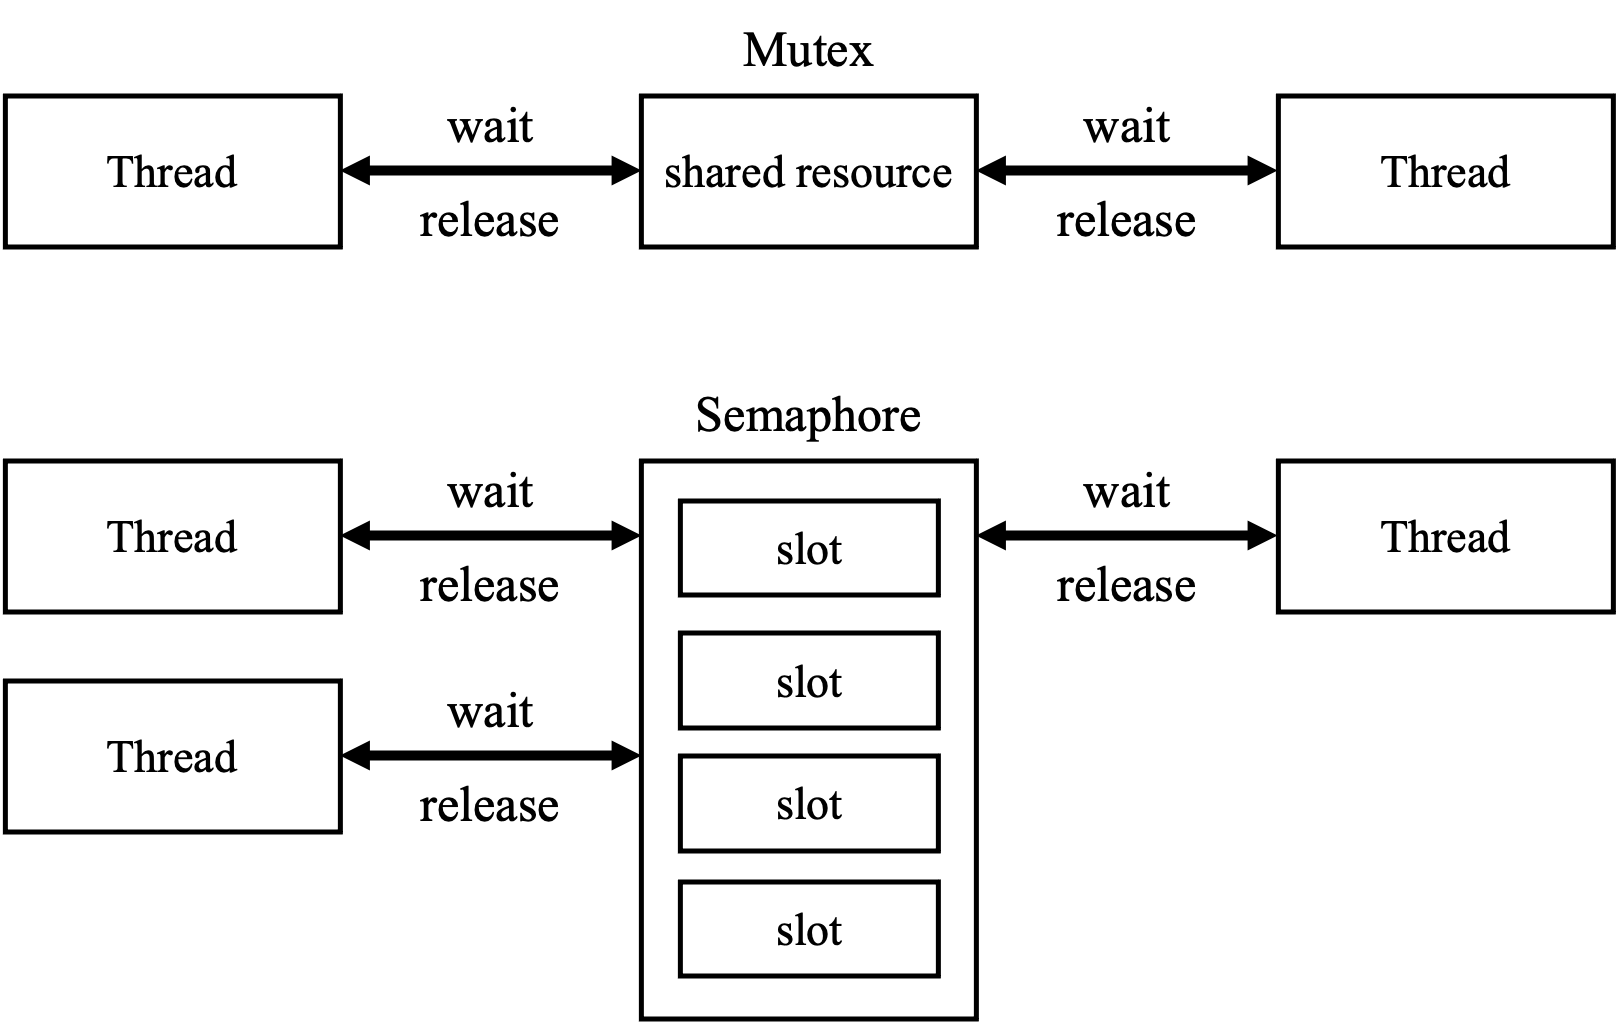 Mutex
Thread
wait
release
shared resource
wait
release
Thread
Semaphore
Thread
wait
release
slot
wait
release
Thread
slot
Thread
wait
release
slot
slot